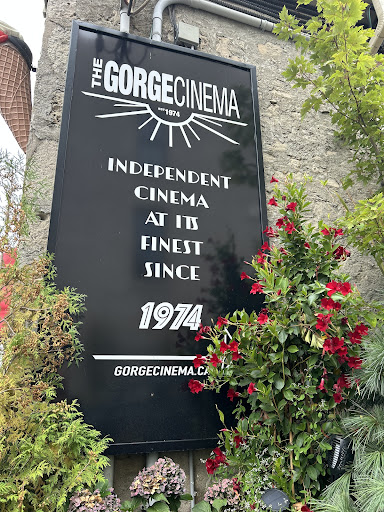 THE GORGECINEMA
EST 1974
INDEPENDENT
CINEMA
AT ITS
FINEST
SINCE
1974
GORGECINEMA.CA